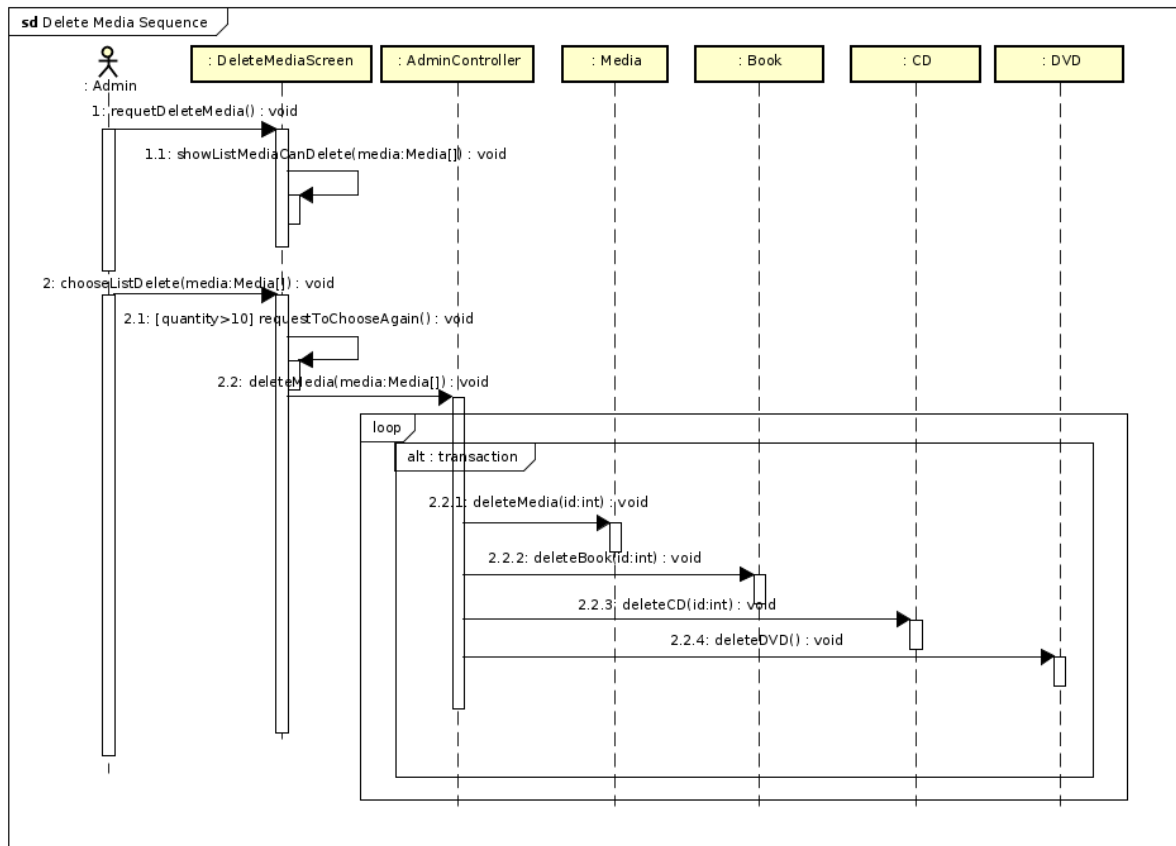 sd Delete Media Sequence
: DeleteMediaScreen
: AdminController
: Media
: Book
: CD
: DVD
: Admin
1: requetDeleteMedia() : void
1.1: showListMediaCanDelete(media:Media[]) : void
2: chooseListDelete(media:Media[]) : void
2.1: [quantity>10] requestToChooseAgain() : void
2.2: deleteMedia(media:Media[]) : void
loop
alt : transaction
2.2.1: deleteMedia(id:int) : void
2.2.2: deleteBook(id:int) : void
2.2.3: deleteCD(id:int) : void
2.2.4: deleteDVD() : void